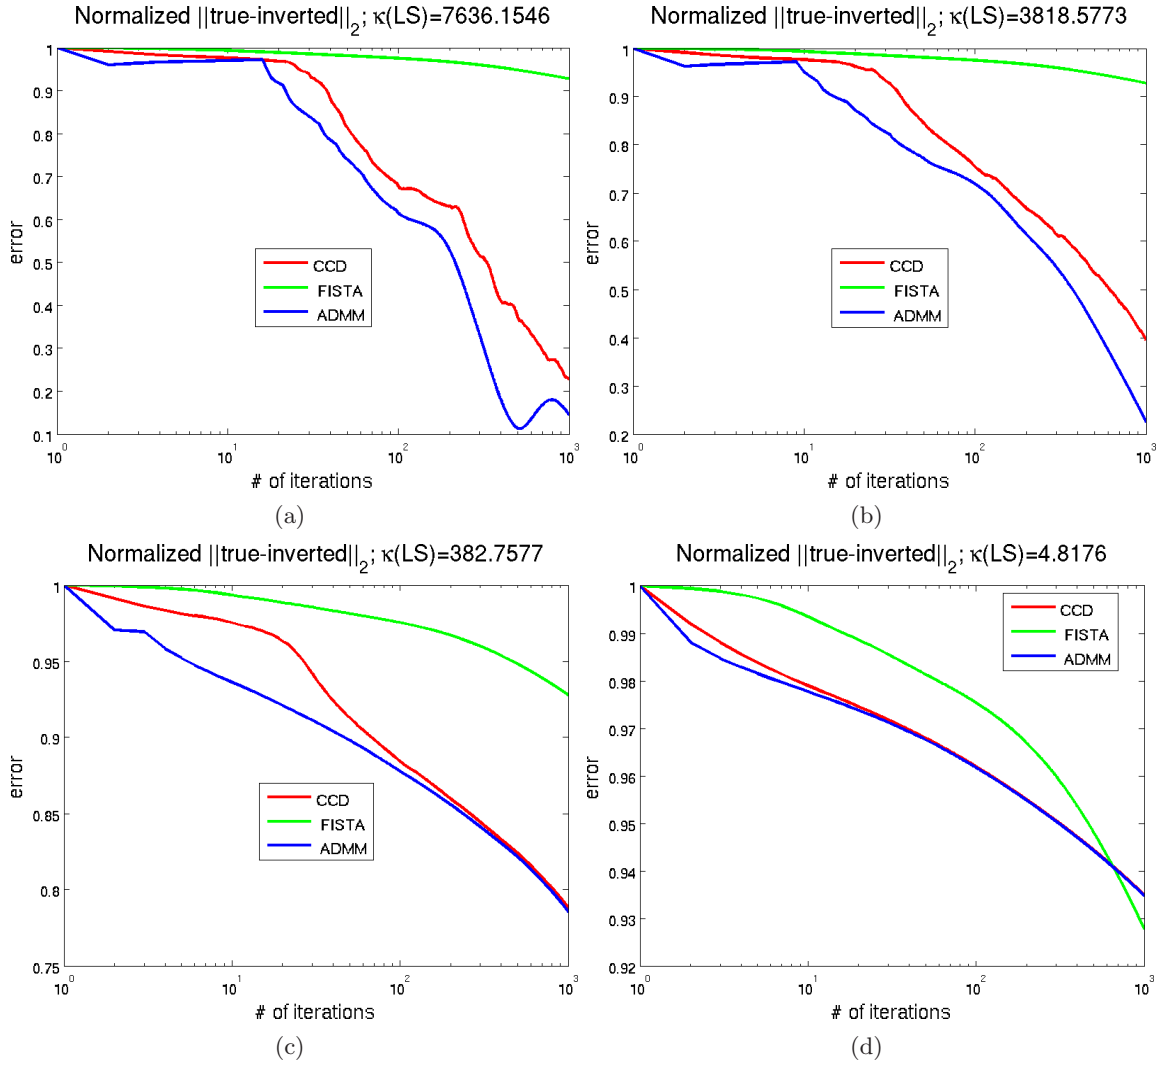 Normalized ||true-inverted||2; κ(LS)=7636.1546
1
0.9
0.8
0.7
0.6
0.5
0.4
0.3
0.2
0.1
error
CCD
FISTA
ADMM
10^0
10^1
10^2
10^3
# of iterations
(a)
Normalized ||true-inverted||2; κ(LS)=3818.5773
1
0.9
0.8
0.7
0.6
0.5
0.4
0.3
0.2
error
CCD
FISTA
ADMM
10^0
10^1
10^2
10^3
# of iterations
(b)
Normalized ||true-inverted||2; κ(LS)=382.7577
1
0.95
0.9
0.85
0.8
0.75
error
CCD
FISTA
ADMM
10^0
10^1
10^2
10^3
# of iterations
(c)
Normalized ||true-inverted||2; κ(LS)=4.8176
1
0.99
0.98
0.97
0.96
0.95
0.94
0.93
0.92
error
CCD
FISTA
ADMM
10^0
10^1
10^2
10^3
# of iterations
(d)